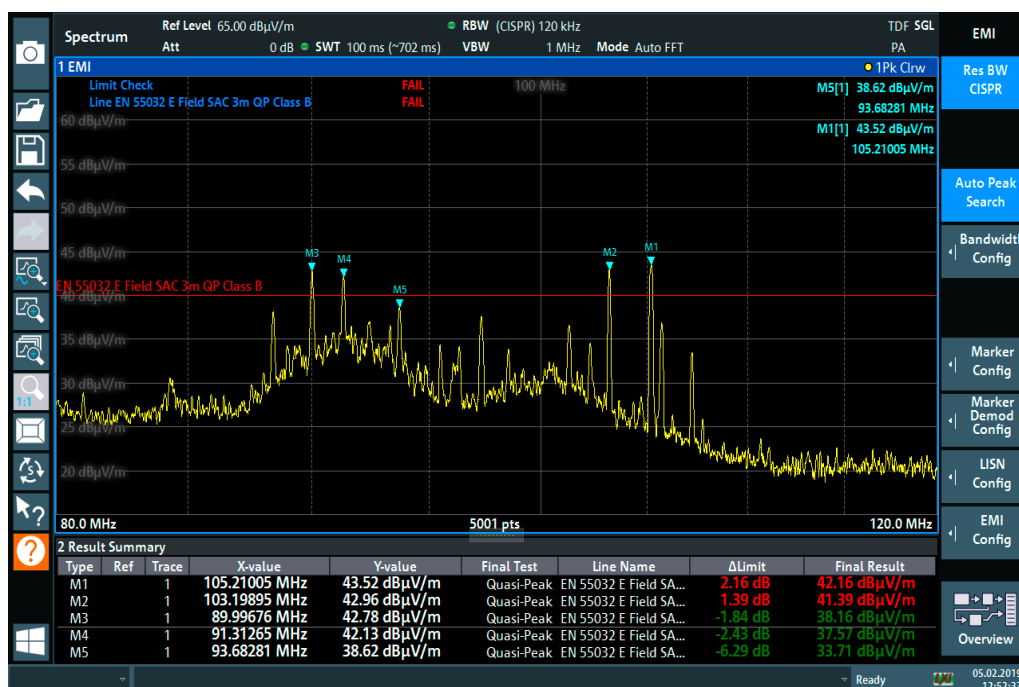 Spectrum
Ref Level 65.00 dBµV/m RBW (CISPR) 120 kHz TDF SGL
Att 0 dB SWT 100 ms (~702 ms) VBW 1 MHz Mode Auto FFT PA
1 EMI 1Pk Clrw
Limit Check FAIL 100 MHz
Line EN 55032 E Field SAC 3m QP Class B FAIL
M5[1] 38.62 dBµV/m
93.68281 MHz
M1[1] 43.52 dBµV/m
105.21005 MHz
60 dBµV/m
55 dBµV/m
50 dBµV/m
45 dBµV/m
M3 M4 M5 M2 M1
EN 55032 E Field SAC 3m QP Class B
40 dBµV/m
35 dBµV/m
30 dBµV/m
25 dBµV/m
20 dBµV/m
80.0 MHz 5001 pts 120.0 MHz
2 Result Summary
Type Ref Trace X-value Y-value Final Test Line Name ΔLimit Final Result
M1 1 105.21005 MHz 43.52 dBµV/m Quasi-Peak EN 55032 E Field SA... 2.16 dB 42.16 dBµV/m
M2 1 103.19895 MHz 42.96 dBµV/m Quasi-Peak EN 55032 E Field SA... 1.39 dB 41.39 dBµV/m
M3 1 89.99676 MHz 42.78 dBµV/m Quasi-Peak EN 55032 E Field SA... -1.84 dB 38.16 dBµV/m
M4 1 91.31265 MHz 42.13 dBµV/m Quasi-Peak EN 55032 E Field SA... -2.43 dB 37.57 dBµV/m
M5 1 93.68281 MHz 38.62 dBµV/m Quasi-Peak EN 55032 E Field SA... -6.29 dB 33.71 dBµV/m
EMI
Res BW
CISPR
Auto Peak
Search
Bandwidth
Config
Marker
Config
Marker
Demod
Config
LISN
Config
EMI
Config
Overview
1:1
Ready
05.02.2019